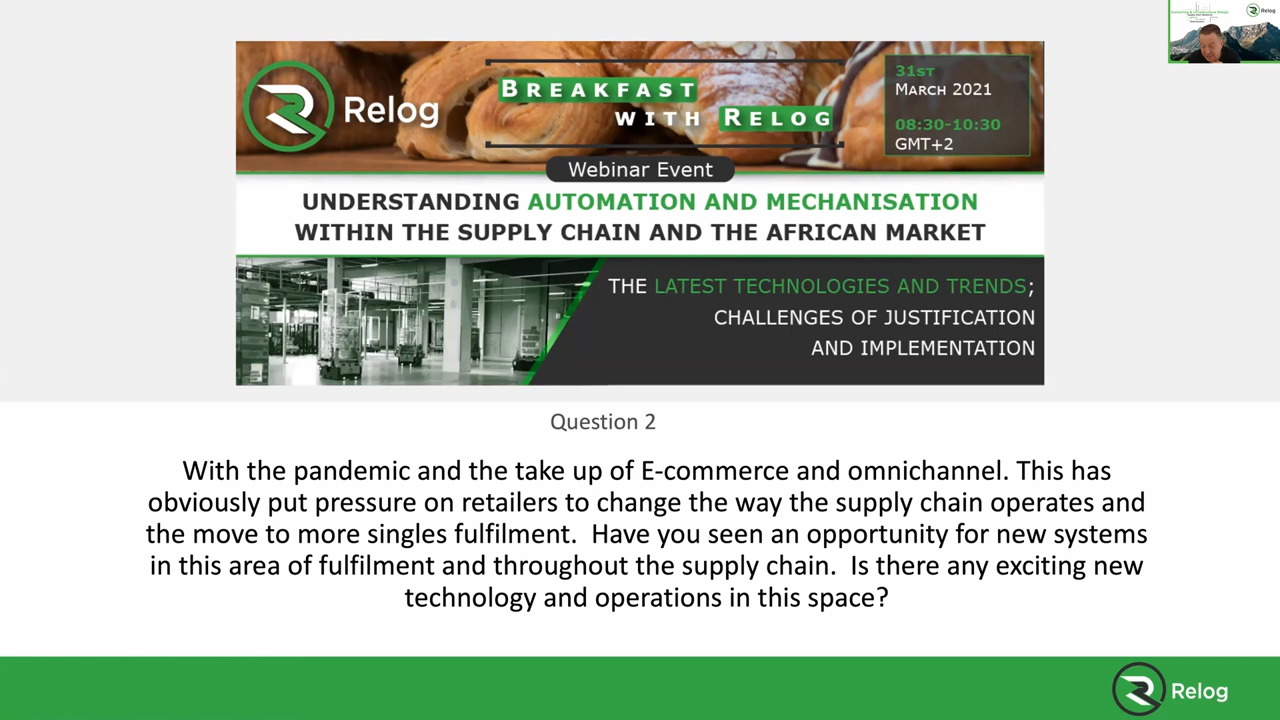 Relog
BREAKFAST
WITH RELOG
31ST
MARCH 2021
08:30-10:30
GMT+2
Webinar Event
UNDERSTANDING AUTOMATION AND MECHANISATION
WITHIN THE SUPPLY CHAIN AND THE AFRICAN MARKET
THE LATEST TECHNOLOGIES AND TRENDS;
CHALLENGES OF JUSTIFICATION
AND IMPLEMENTATION
Question 2
With the pandemic and the take up of E-commerce and omnichannel. This has
obviously put pressure on retailers to change the way the supply chain operates and
the move to more singles fulfilment.  Have you seen an opportunity for new systems
in this area of fulfilment and throughout the supply chain.  Is there any exciting new
technology and operations in this space?
Relog
Relog